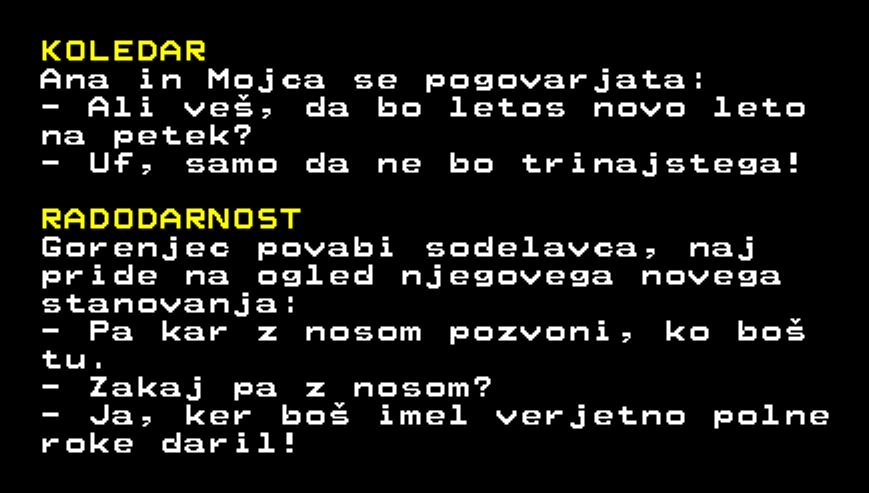 KOLEDAR
Ana in Mojca se pogovarjata:
- Ali veš, da bo letos novo leto
na petek?
- Uf, samo da ne bo trinajstega!
RADODARNOST
Gorenjec povabi sodelavca, naj
pride na ogled njegovega novega
stanovanja:
- Pa kar z nosom pozvoni, ko boš
tu.
- Zakaj pa z nosom?
- Ja, ker boš imel verjetno polne
roke daril!